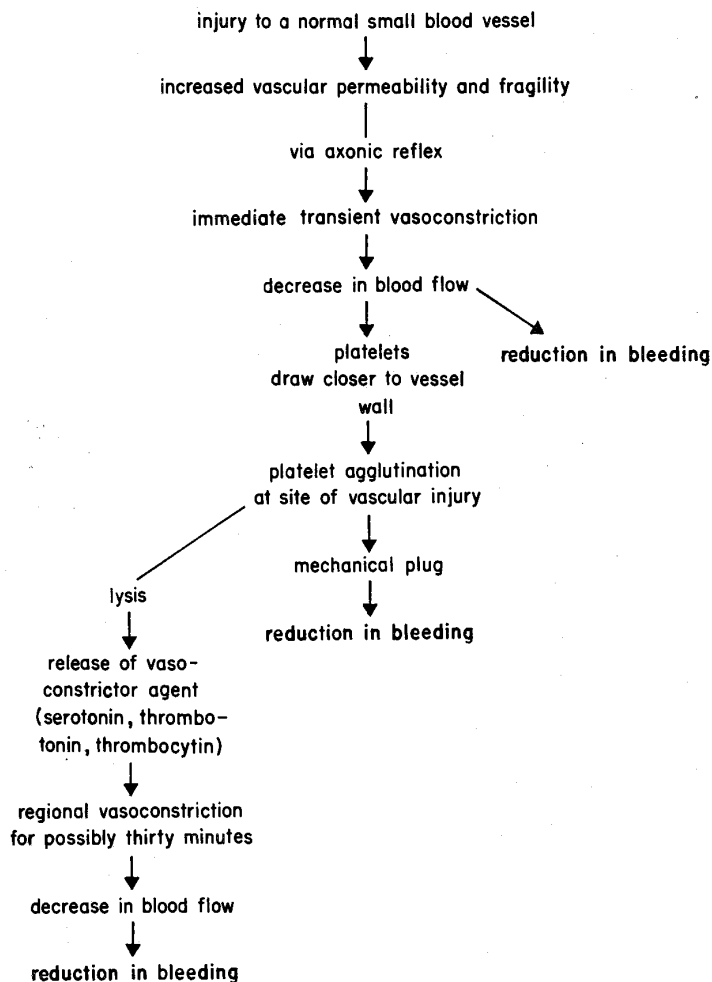 injury to a normal small blood vessel
increased vascular permeability and fragility
via axonic reflex
immediate transient vasoconstriction
decrease in blood flow
reduction in bleeding
platelets
draw closer to vessel
wall
platelet agglutination
at site of vascular injury
mechanical plug
reduction in bleeding
lysis
release of vaso-
constrictor agent
(serotonin, thrombo-
tonin, thrombocytin)
regional vasoconstriction
for possibly thirty minutes
decrease in blood flow
reduction in bleeding